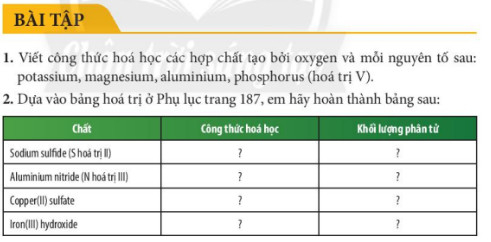 BÀI TẬP
1. Viết công thức hoá học các hợp chất tạo bởi oxygen và mỗi nguyên tố sau:
potassium, magnesium, aluminium, phosphorus (hoá trị V).
2. Dựa vào bảng hoá trị ở Phụ lục trang 187, em hãy hoàn thành bảng sau:
Chất Công thức hoá học Khối lượng phân tử
Sodium sulfide (S hoá trị II) ? ?
Aluminium nitride (N hoá trị III) ? ?
Copper(II) sulfate ? ?
Iron(III) hydroxide ? ?